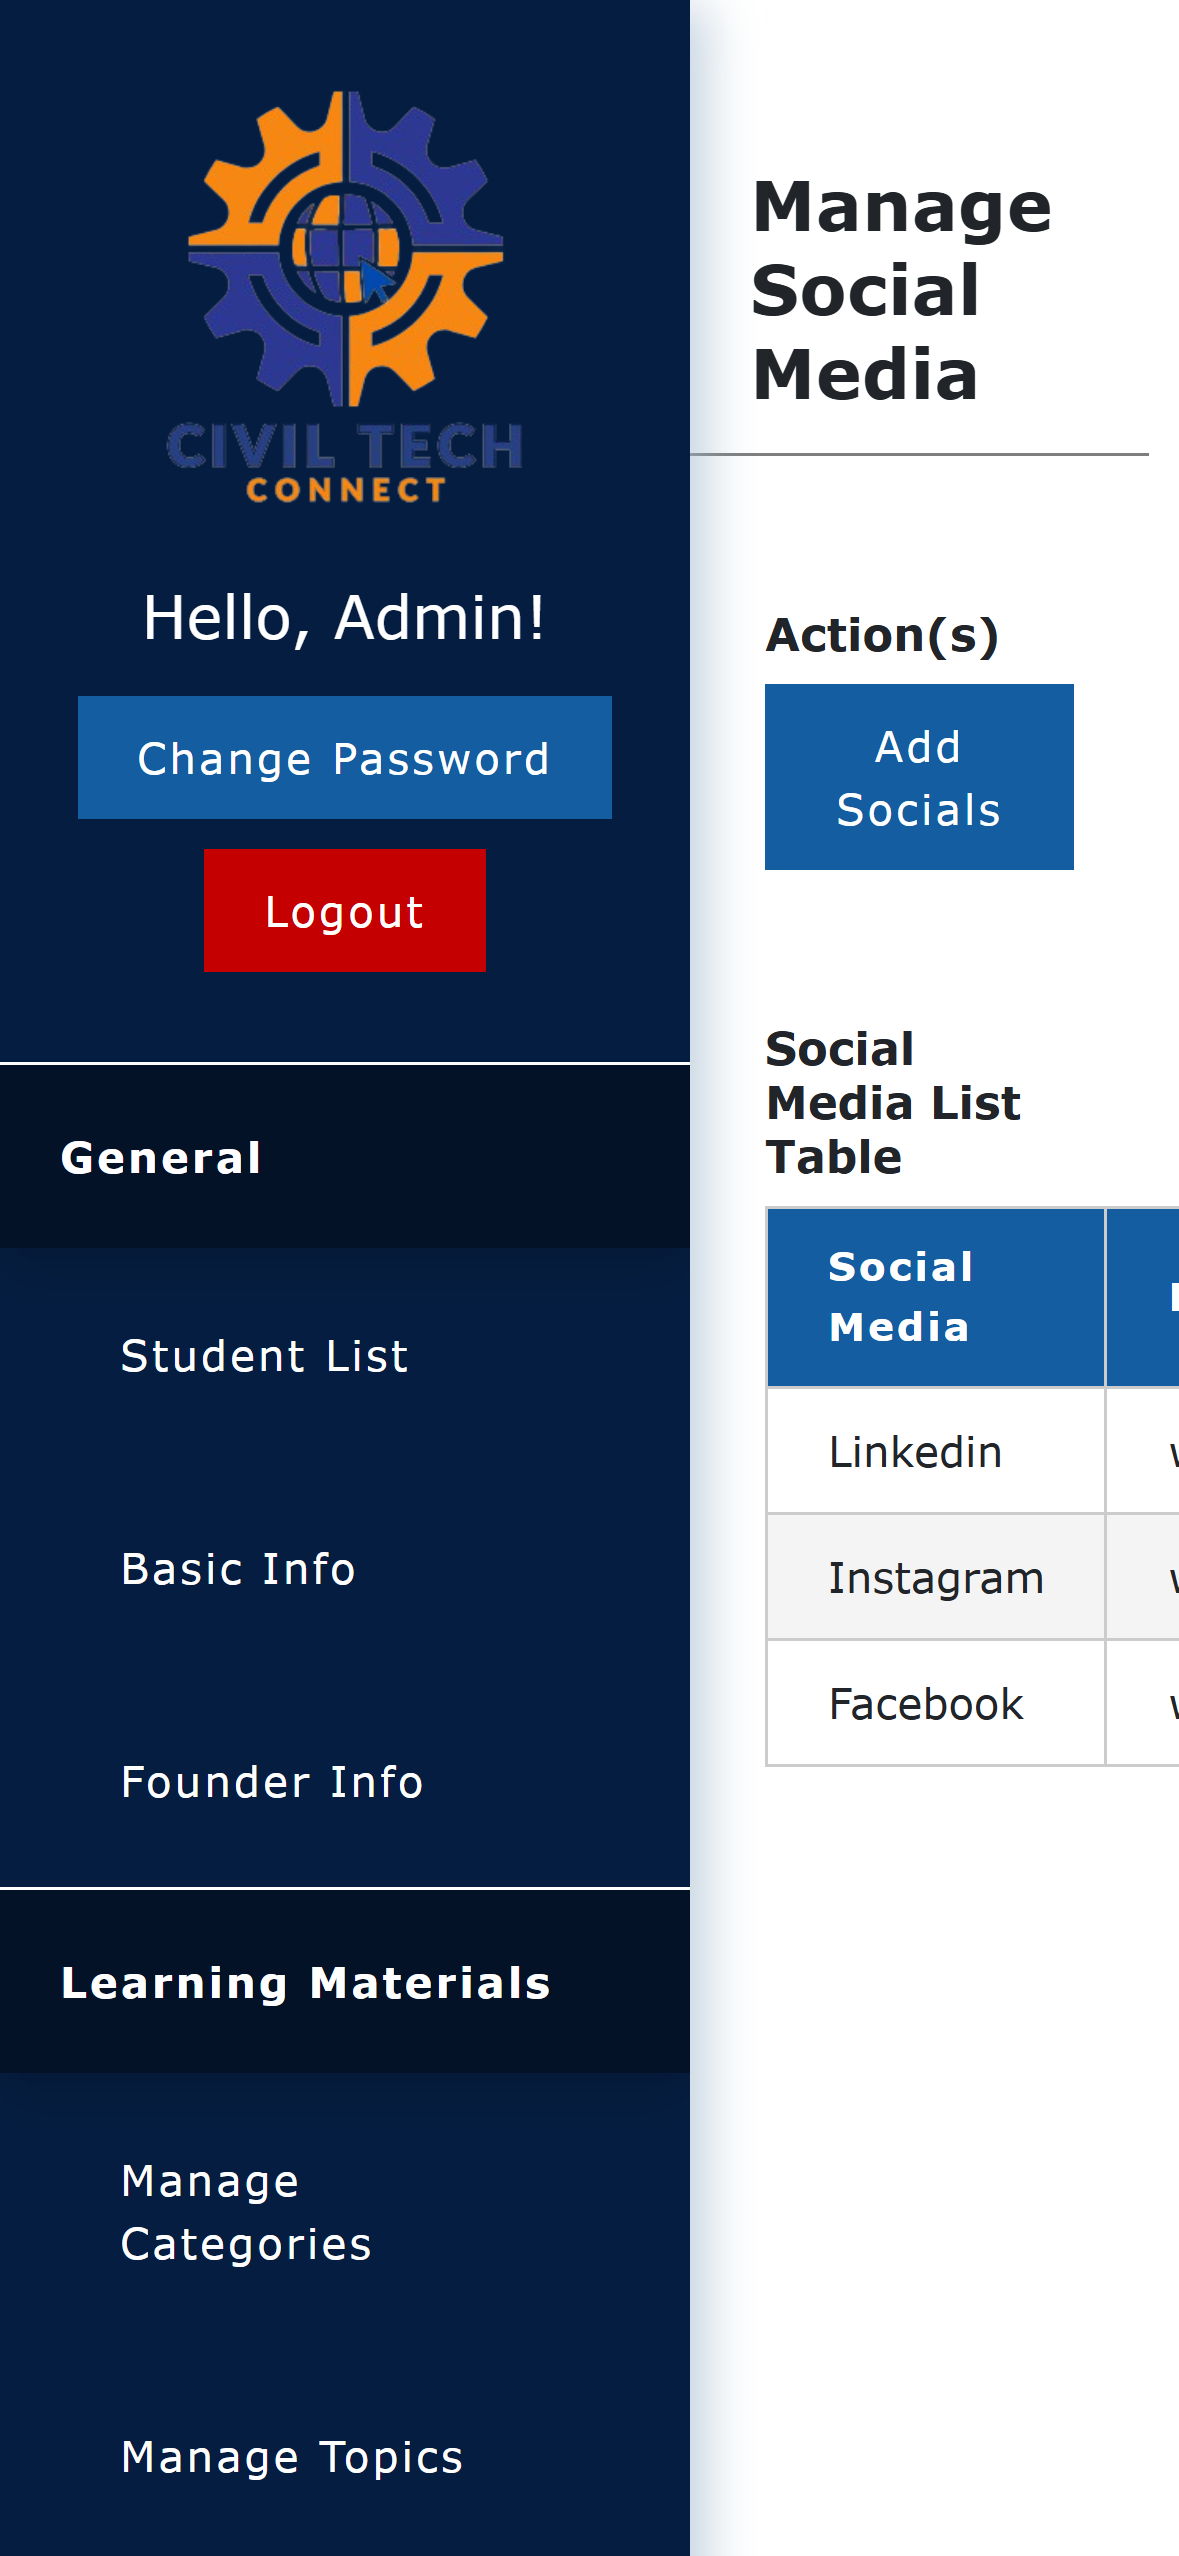 CIVIL TECH
CONNECT
Hello, Admin!
Change Password
Logout
General
Student List
Basic Info
Founder Info
Learning Materials
Manage
Categories
Manage Topics
Manage
Social
Media
Action(s)
Add
Socials
Social
Media List
Table
Social
Media
Linkedin
Instagram
Facebook